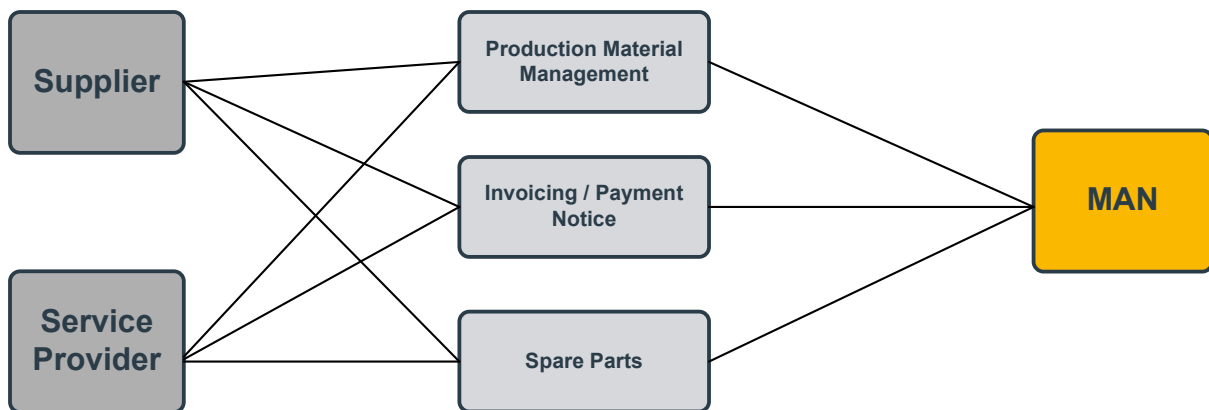 Supplier
Production Material
Management
Invoicing / Payment
Notice
MAN
Service
Provider
Spare Parts